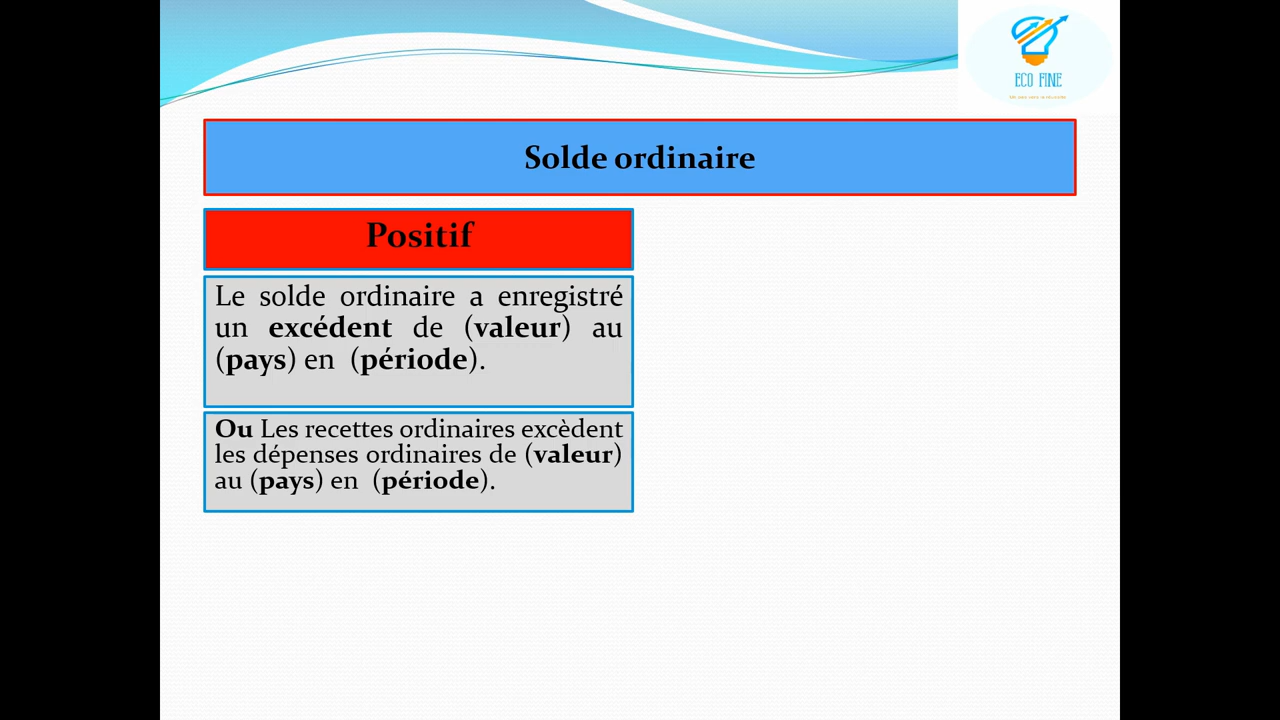 ECO FINE
Solde ordinaire
Positif
Le solde ordinaire a enregistré
un excédent de (valeur) au
(pays) en (période).
Ou Les recettes ordinaires excèdent
les dépenses ordinaires de (valeur)
au (pays) en (période).